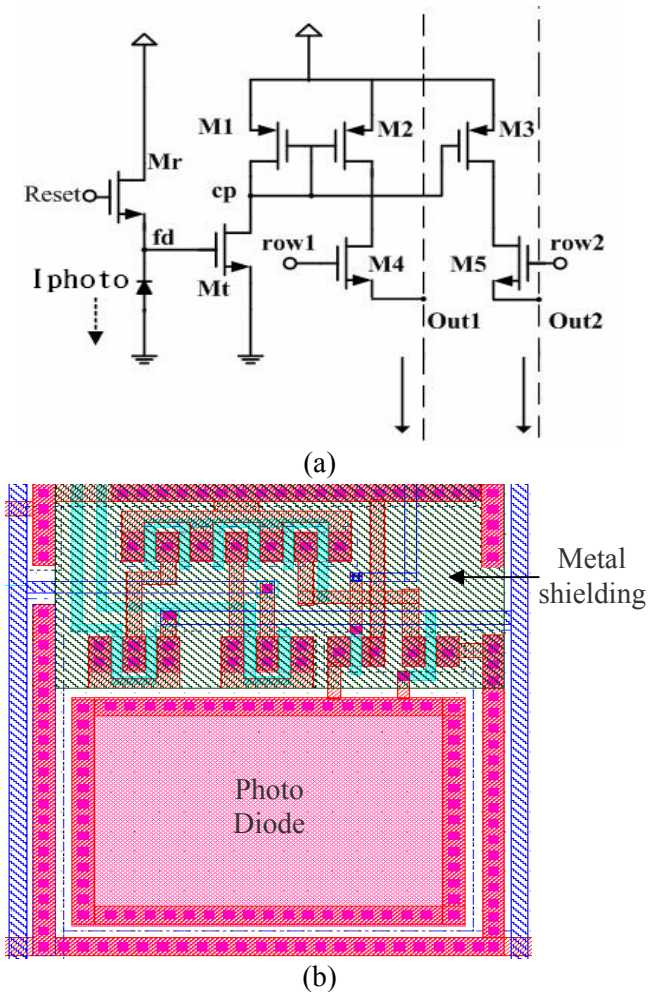 M1
M2
M3
Mr
Reset
cp
fd
row1
row2
Iphoto
M4
M5
Mt
Out1
Out2
(a)
Metal
shielding
Photo
Diode
(b)